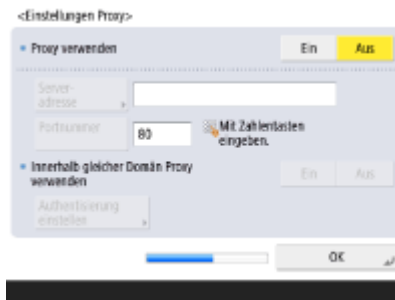 <Einstellungen Proxy>
Proxy verwenden Ein Aus
Server-
adresse
Portnummer 80 Mit Zahlentasten
eingeben.
Innerhalb gleicher Domän Proxy
verwenden Ein Aus
Authentisierung
einstellen
OK